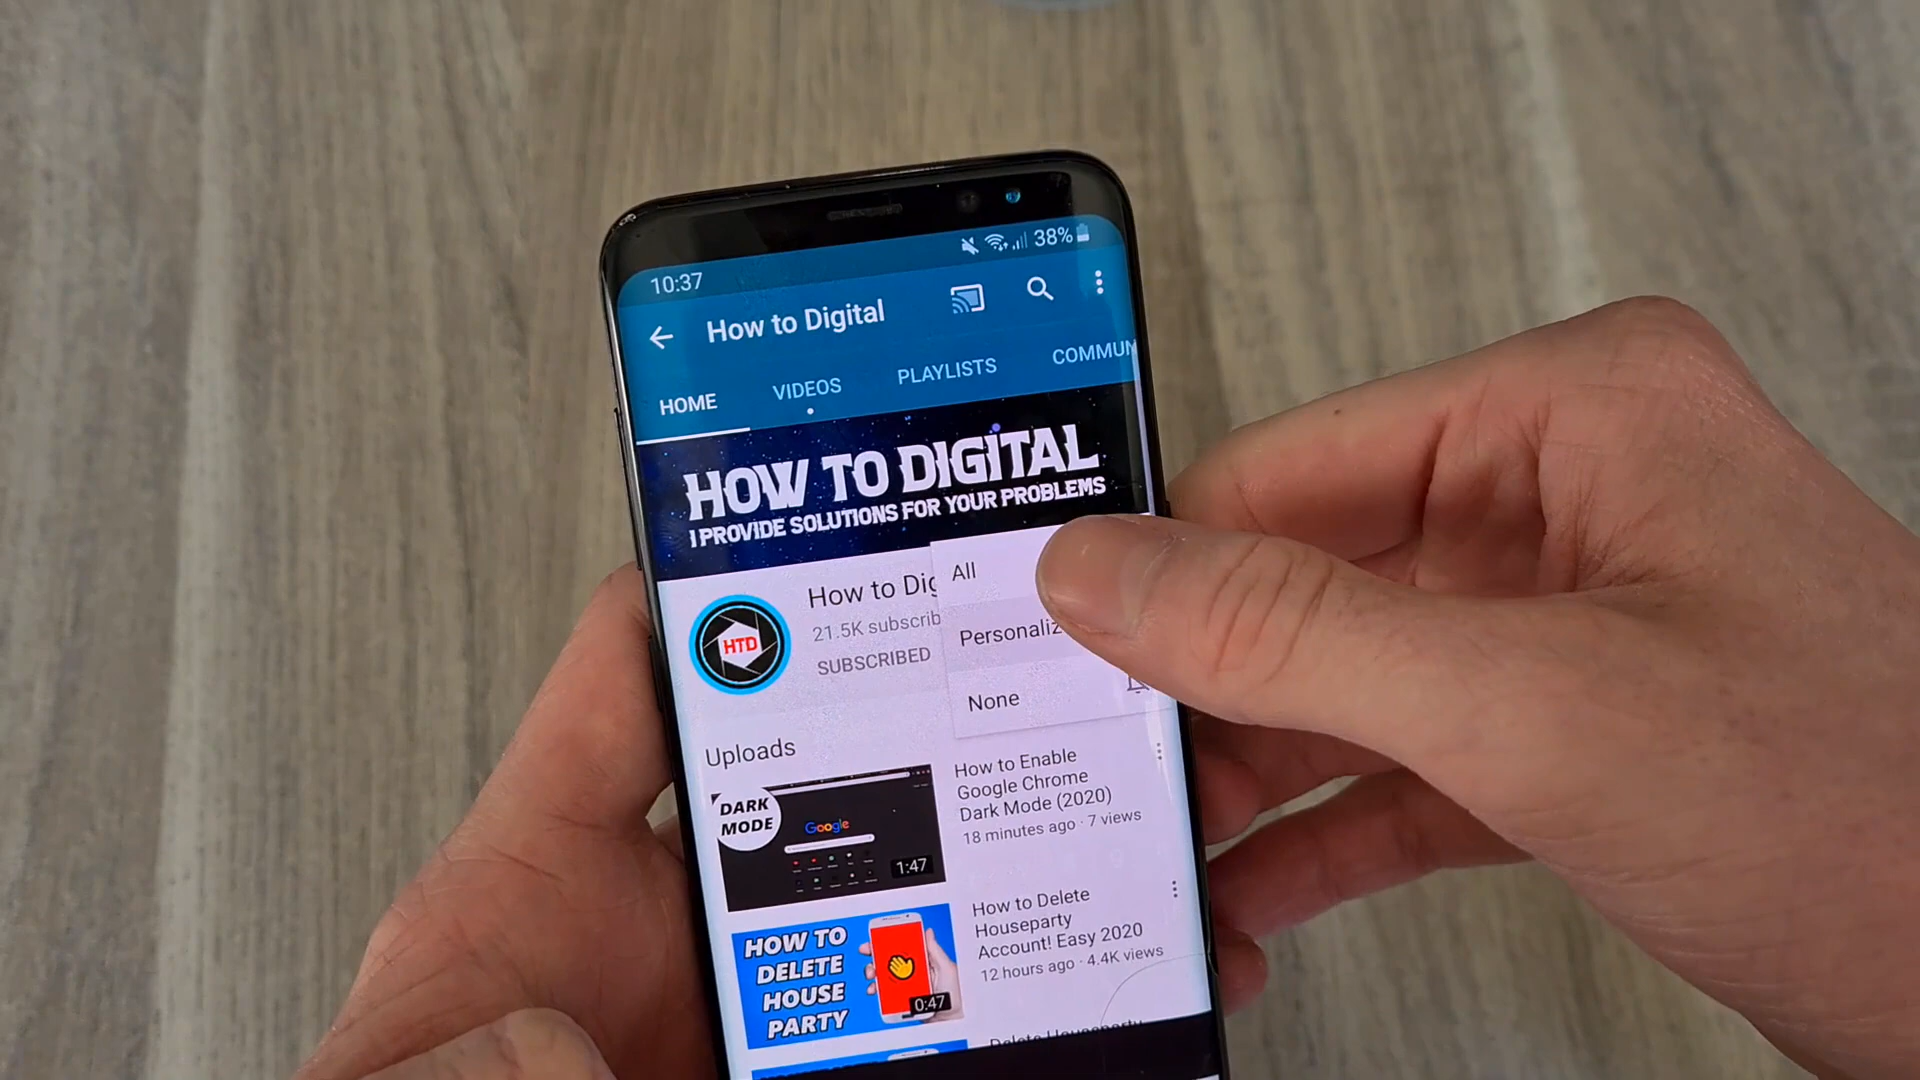 10:37
38%
How to Digital
HOME VIDEOS PLAYLISTS COMMUN
HOW TO DIGITAL
I PROVIDE SOLUTIONS FOR YOUR PROBLEMS
HTD
How to Dig
21.5K subscrib
SUBSCRIBED
All
Personaliz
None
Uploads
DARK
MODE
Google
1:47
How to Enable
Google Chrome
Dark Mode (2020)
18 minutes ago · 7 views
HOW TO
DELETE
HOUSE
PARTY
0:47
How to Delete
Houseparty
Account! Easy 2020
12 hours ago · 4.4K views
Delete Houseparty